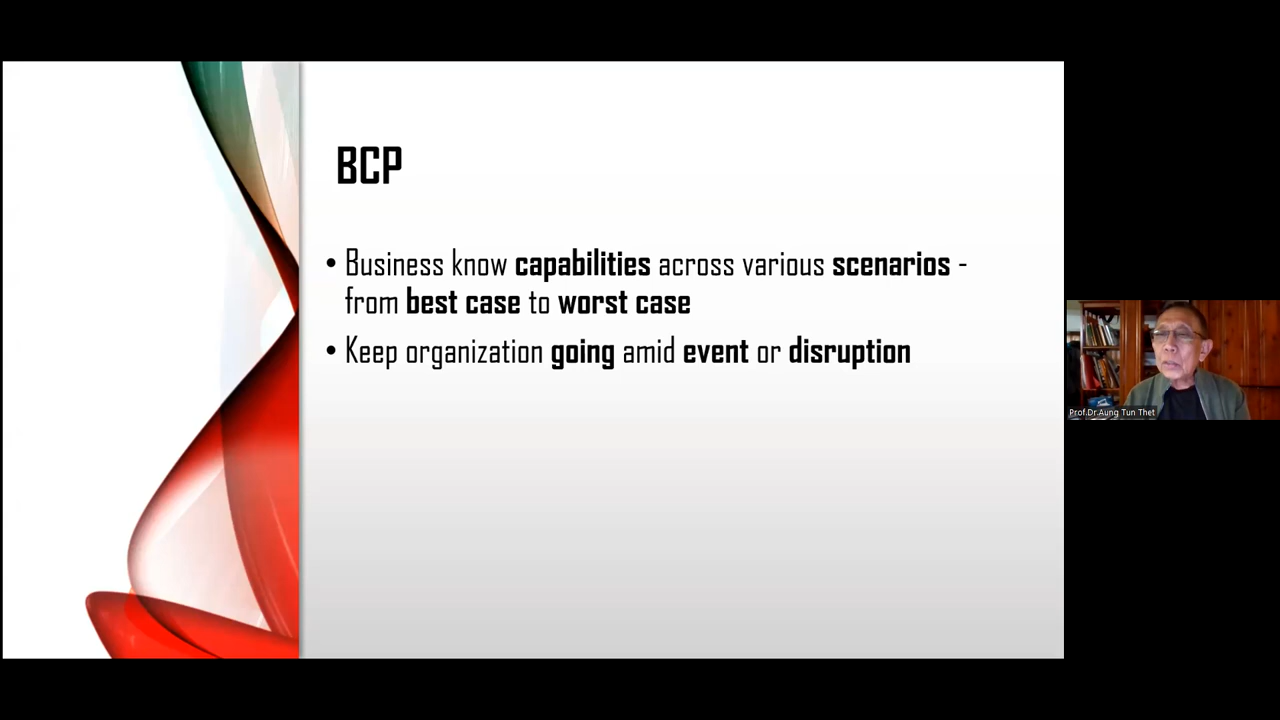 BCP
• Business know capabilities across various scenarios -
from best case to worst case
• Keep organization going amid event or disruption
Prof.Dr.Aung Tun Thet